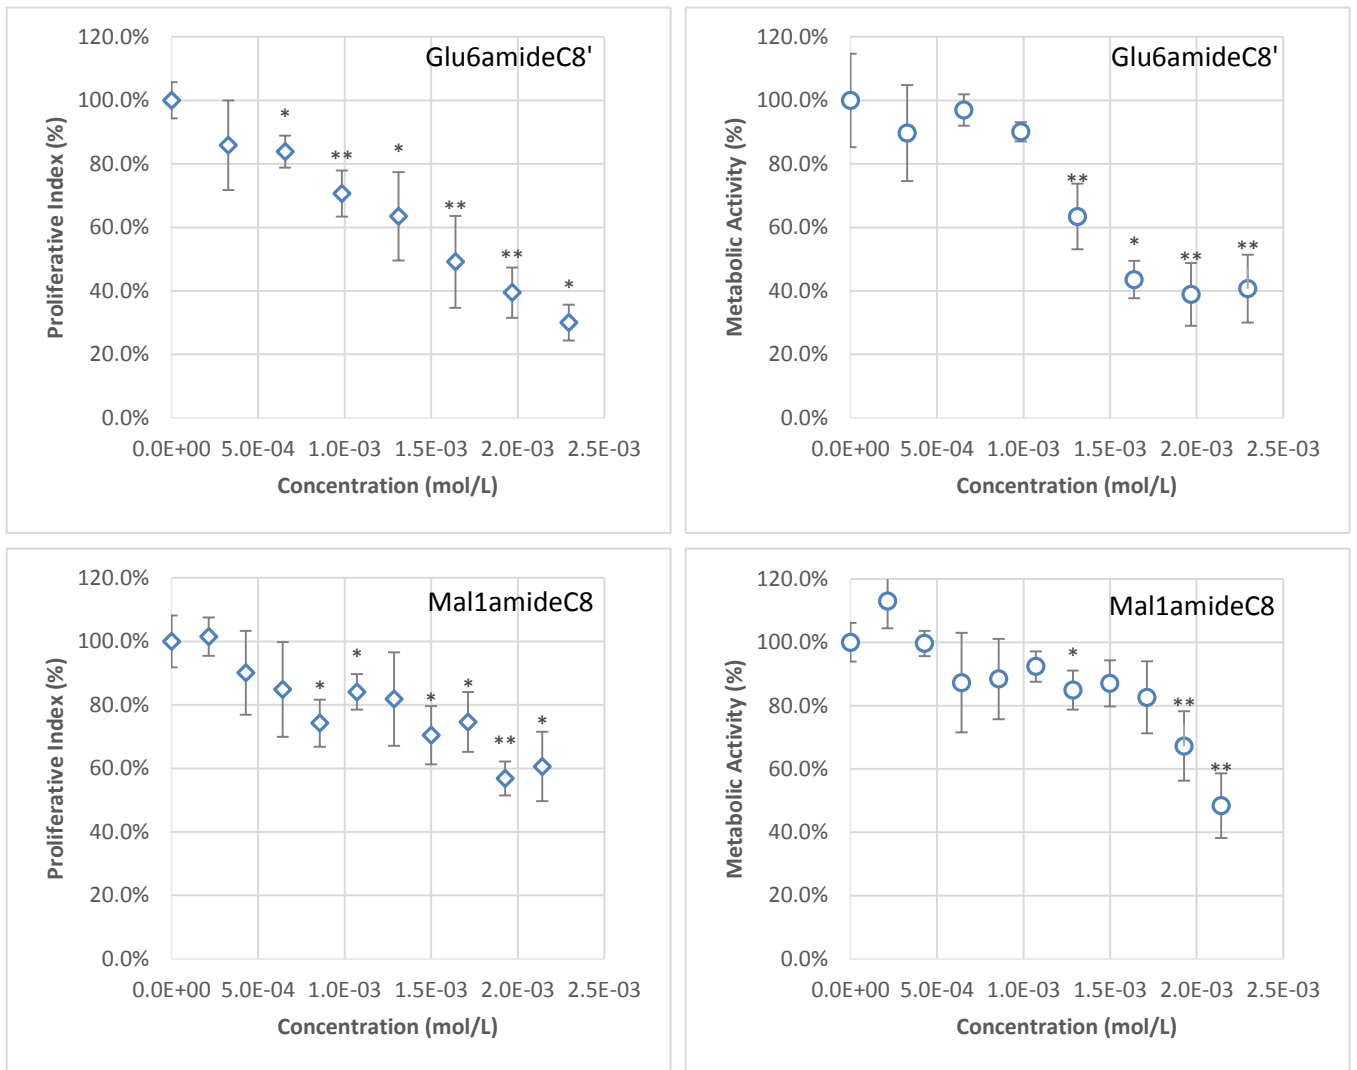 120.0%
Glu6amideC8'
100.0%
*
**
*
80.0%
**
60.0%
**
40.0%
*
20.0%
0.0%
0.0E+00 5.0E-04 1.0E-03 1.5E-03 2.0E-03 2.5E-03
Concentration (mol/L)
Proliferative Index (%)
120.0%
Glu6amideC8'
100.0%
80.0%
**
60.0%
*
**
**
40.0%
20.0%
0.0%
0.0E+00 5.0E-04 1.0E-03 1.5E-03 2.0E-03 2.5E-03
Concentration (mol/L)
Metabolic Activity (%)
120.0%
Mal1amideC8
100.0%
*
*
*
*
80.0%
**
*
60.0%
40.0%
20.0%
0.0%
0.0E+00 5.0E-04 1.0E-03 1.5E-03 2.0E-03 2.5E-03
Concentration (mol/L)
Proliferative Index (%)
120.0%
Mal1amideC8
100.0%
*
80.0%
**
60.0%
**
40.0%
20.0%
0.0%
0.0E+00 5.0E-04 1.0E-03 1.5E-03 2.0E-03 2.5E-03
Concentration (mol/L)
Metabolic Activity (%)